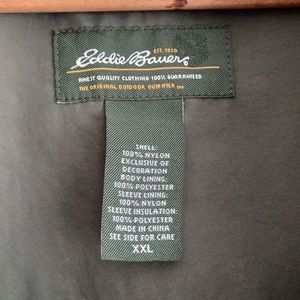 EST. 1920
Eddie Bauer
FINEST QUALITY CLOTHING 100% GUARANTEED
THE ORIGINAL OUTDOOR OUTFITTER
SHELL:
100% NYLON
EXCLUSIVE OF
DECORATION
BODY LINING:
100% POLYESTER
SLEEVE LINING:
100% NYLON
SLEEVE INSULATION:
100% POLYESTER
MADE IN CHINA
SEE SIDE FOR CARE
XXL